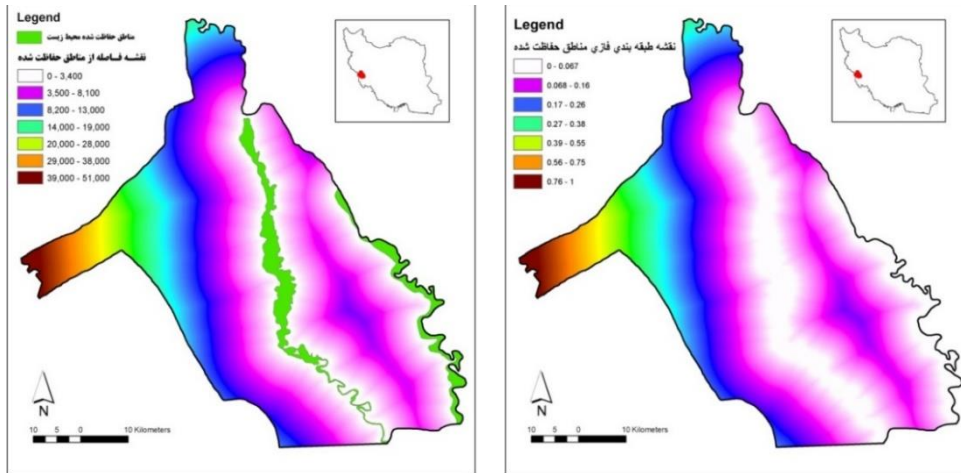 Legend
مناطق حفاظت شده محیط زیست
نقشه فاصله از مناطق حفاظت شده
0 - 3,400
3,500 - 8,100
8,200 - 13,000
14,000 - 19,000
20,000 - 28,000
29,000 - 38,000
39,000 - 51,000
N
10 5 0 10 Kilometers
Legend
نقشه طبقه بندي فازي مناطق حفاظت شده
0 - 0.067
0.068 - 0.16
0.17 - 0.26
0.27 - 0.38
0.39 - 0.55
0.56 - 0.75
0.76 - 1
N
10 5 0 10 Kilometers